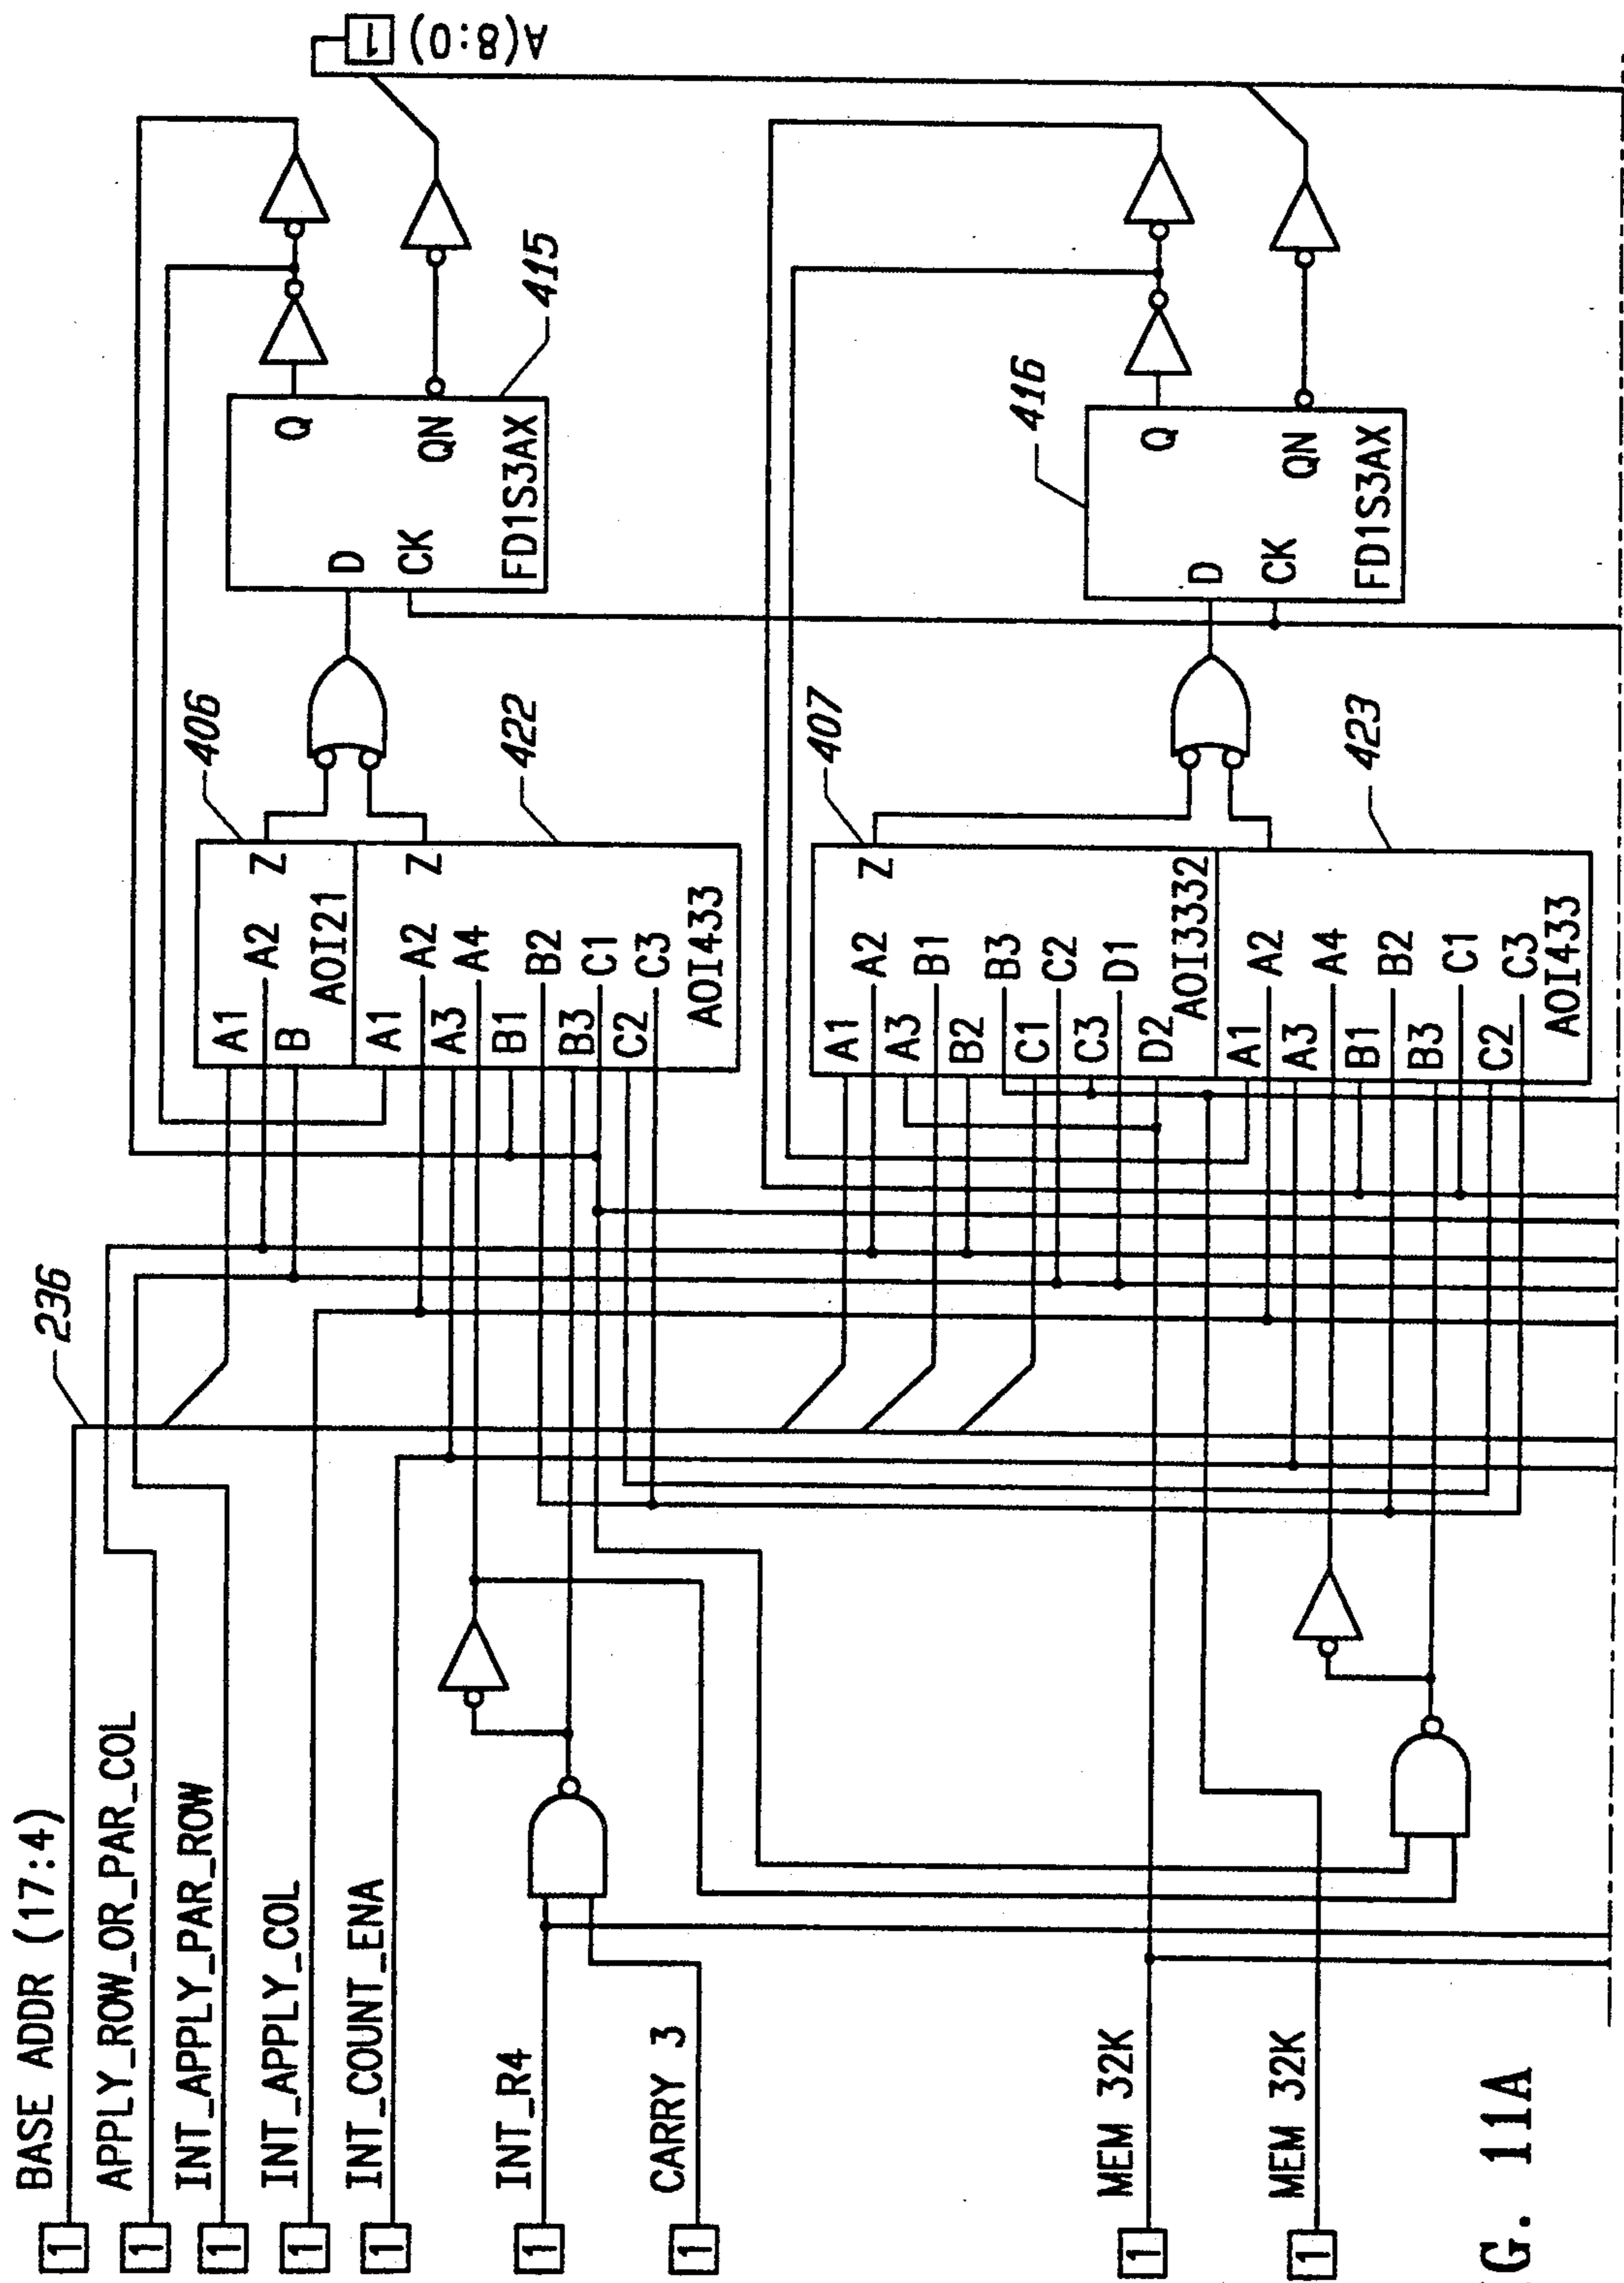 BASE ADDR (17:4)
APPLY_ROW_OR_PAR_COL
INT_APPLY_PAR_ROW
INT_APPLY_COL
INT_COUNT_ENA
INT_R4
CARRY 3
MEM 32K
MEM 32K
1
1
1
1
1
1
1
1
1
236
A1
A2
B
Z
AOI21
406
A1
A2
A3
A4
B1
B2
B3
C1
C2
C3
Z
AOI433
422
D
CK
Q
QN
FD1S3AX
415
1
A(8:0)
A1
A2
A3
B1
B2
B3
C1
C2
C3
D1
D2
Z
AOI3332
407
A1
A2
A3
A4
B1
B2
B3
C1
C2
C3
AOI433
423
D
CK
Q
QN
FD1S3AX
416
G. 11A